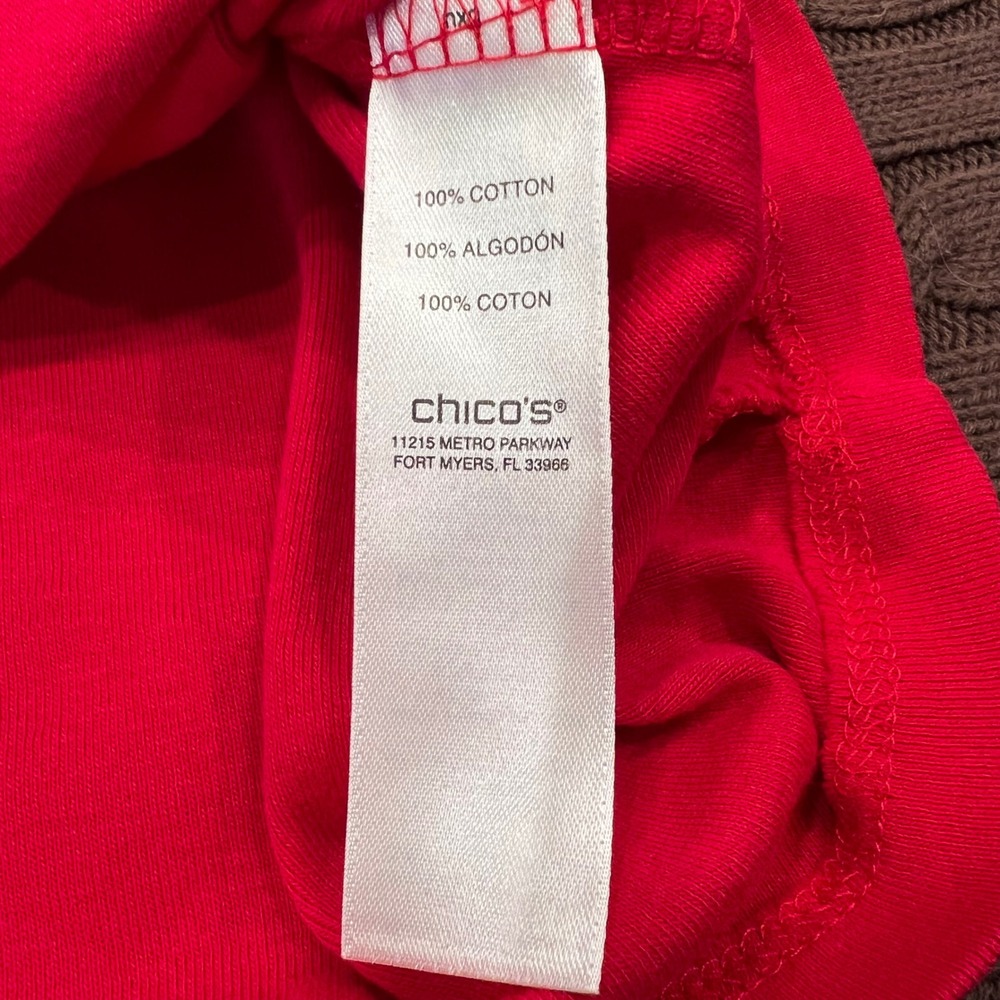 100% COTTON
100% ALGODÓN
100% COTON
chico's®
11215 METRO PARKWAY
FORT MYERS, FL 33966